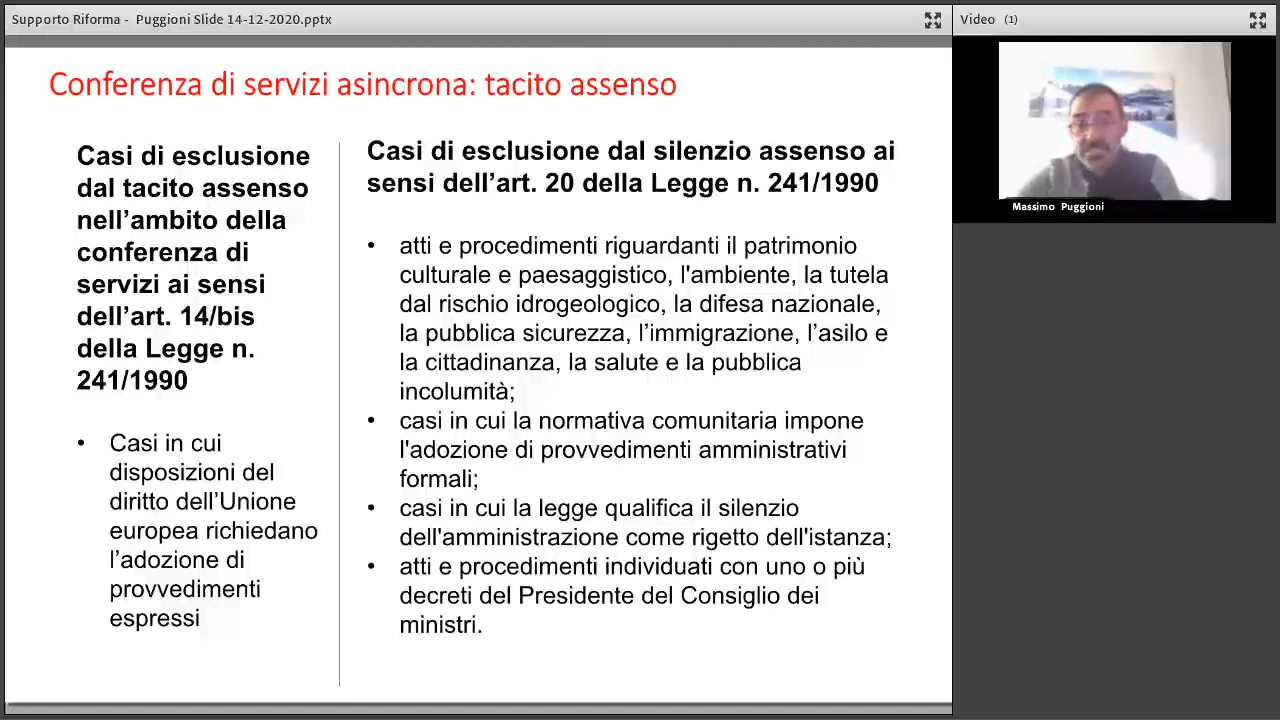 Supporto Riforma - Puggioni Slide 14-12-2020.pptx
Video (1)
Conferenza di servizi asincrona: tacito assenso
Casi di esclusione
dal tacito assenso
nell’ambito della
conferenza di
servizi ai sensi
dell’art. 14/bis
della Legge n.
241/1990
• Casi in cui
disposizioni del
diritto dell’Unione
europea richiedano
l’adozione di
provvedimenti
espressi
Casi di esclusione dal silenzio assenso ai
sensi dell’art. 20 della Legge n. 241/1990
• atti e procedimenti riguardanti il patrimonio
culturale e paesaggistico, l'ambiente, la tutela
dal rischio idrogeologico, la difesa nazionale,
la pubblica sicurezza, l’immigrazione, l’asilo e
la cittadinanza, la salute e la pubblica
incolumità;
• casi in cui la normativa comunitaria impone
l'adozione di provvedimenti amministrativi
formali;
• casi in cui la legge qualifica il silenzio
dell'amministrazione come rigetto dell'istanza;
• atti e procedimenti individuati con uno o più
decreti del Presidente del Consiglio dei
ministri.
Massimo Puggioni